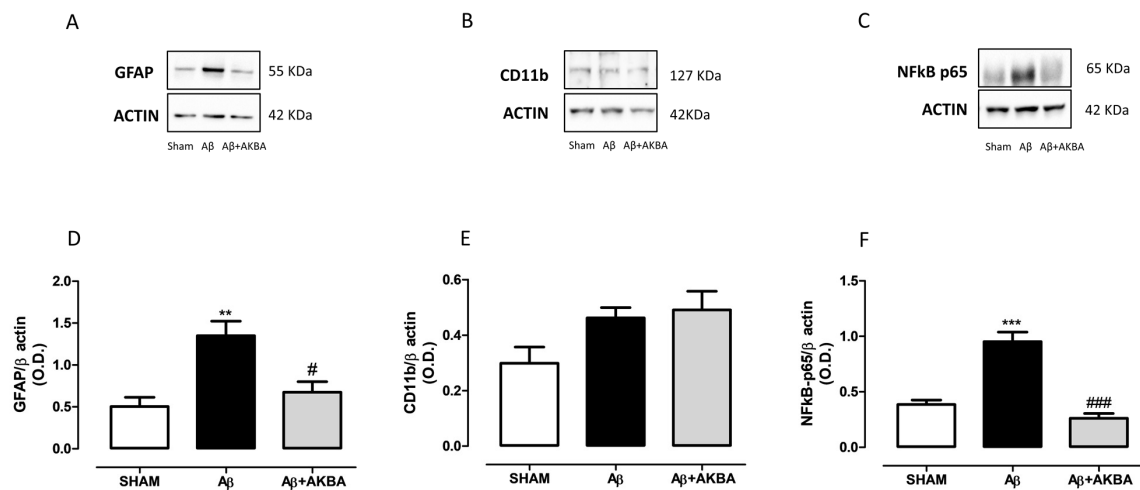 A
GFAP 55 KDa
ACTIN 42 KDa
Sham Aβ Aβ+AKBA
B
CD11b 127 KDa
ACTIN 42KDa
Sham Aβ Aβ+AKBA
C
NFkB p65 65 KDa
ACTIN 42 KDa
Sham Aβ Aβ+AKBA
D
GFAP/β actin
(O.D.)
2.0
1.5
1.0
0.5
0.0
**
#
SHAM Aβ Aβ+AKBA
E
CD11b/β actin
(O.D.)
0.6
0.4
0.2
0.0
SHAM Aβ Aβ+AKBA
F
NFkB-p65/β actin
(O.D.)
1.5
1.0
0.5
0.0
***
###
SHAM Aβ Aβ+AKBA